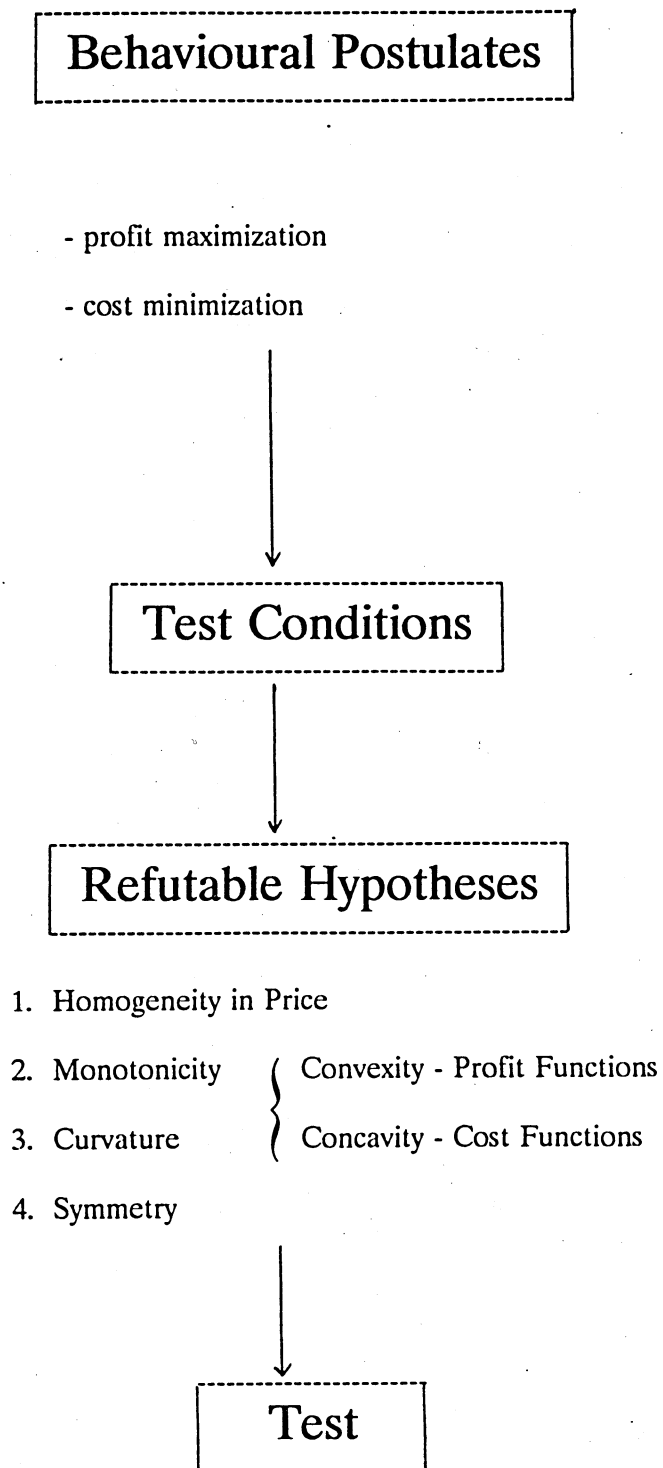 Behavioural Postulates
- profit maximization
- cost minimization
Test Conditions
Refutable Hypotheses
1. Homogeneity in Price
2. Monotonicity { Convexity - Profit Functions
3. Curvature Concavity - Cost Functions
4. Symmetry
Test